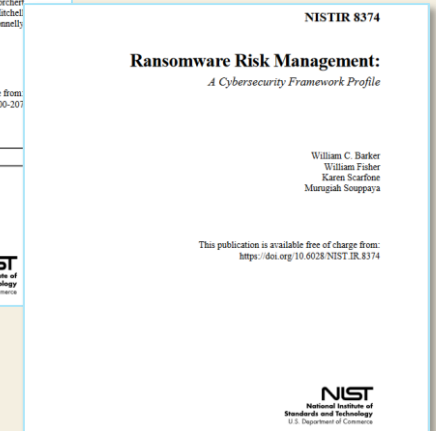 NISTIR 8374
Ransomware Risk Management:
A Cybersecurity Framework Profile
William C. Barker
William Fisher
Karen Scarfone
Murugiah Souppaya
This publication is available free of charge from:
https://doi.org/10.6028/NIST.IR.8374
NIST
National Institute of
Standards and Technology
U.S. Department of Commerce